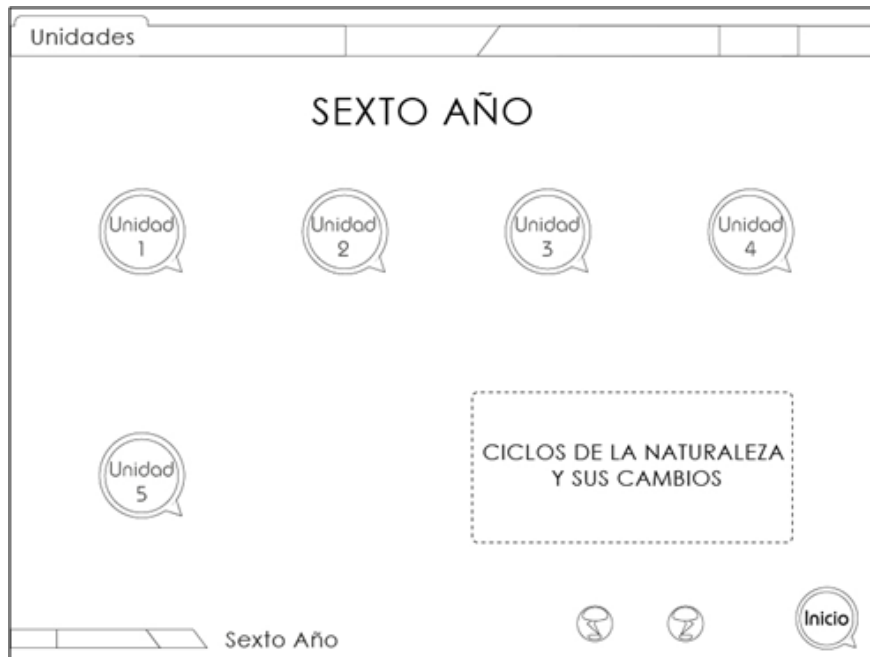 Unidades
SEXTO AÑO
Unidad
1
Unidad
2
Unidad
3
Unidad
4
Unidad
5
CICLOS DE LA NATURALEZA
Y SUS CAMBIOS
Sexto Año
Inicio